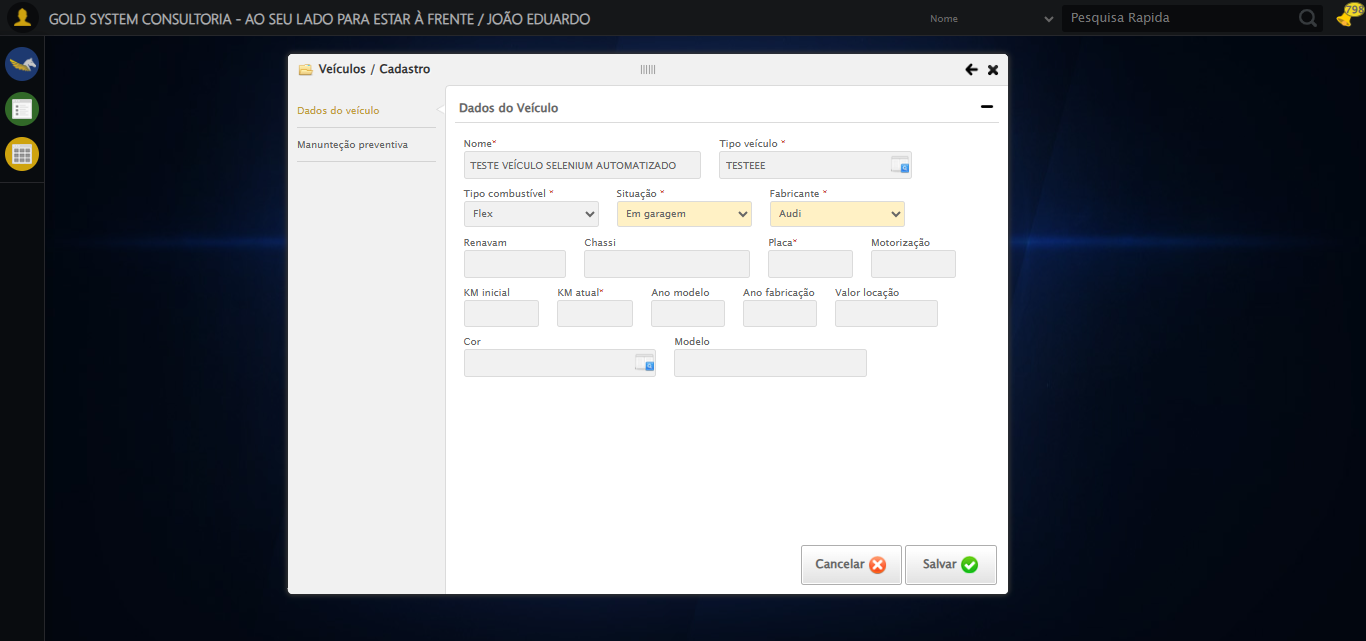 GOLD SYSTEM CONSULTORIA - AO SEU LADO PARA ESTAR À FRENTE / JOÃO EDUARDO
Nome
Pesquisa Rapida
798
Veículos / Cadastro
Dados do veículo
Manunteção preventiva
Dados do Veículo
Nome*
Tipo veículo *
TESTE VEÍCULO SELENIUM AUTOMATIZADO
TESTEEE
Tipo combustível *
Situação *
Fabricante *
Flex
Em garagem
Audi
Renavam
Chassi
Placa*
Motorização
KM inicial
KM atual*
Ano modelo
Ano fabricação
Valor locação
Cor
Modelo
Cancelar
Salvar